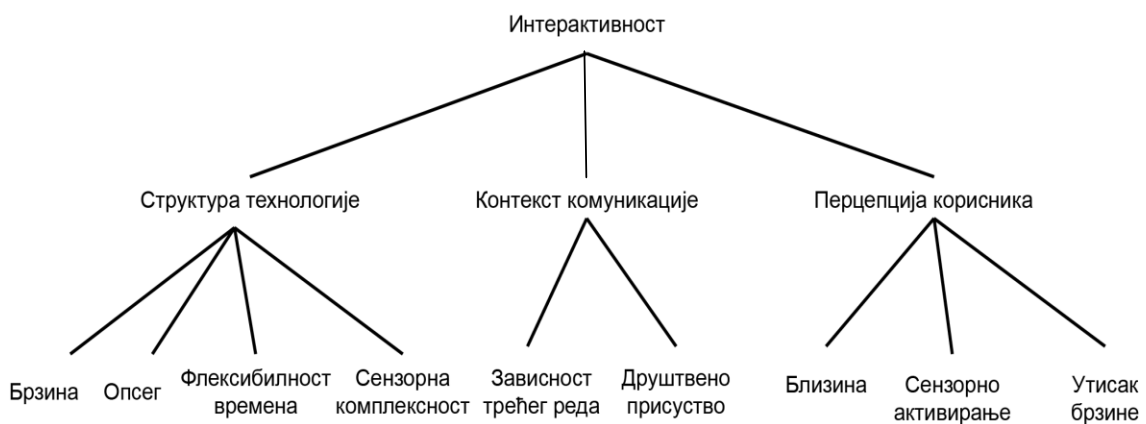 Интерактивност
Структура технологије
Контекст комуникације
Перцепција корисника
Брзина
Опсег
Флексибилност
времена
Сензорна
комплексност
Зависност
трећег реда
Друштвено
присуство
Близина
Сензорно
активирање
Утисак
брзине